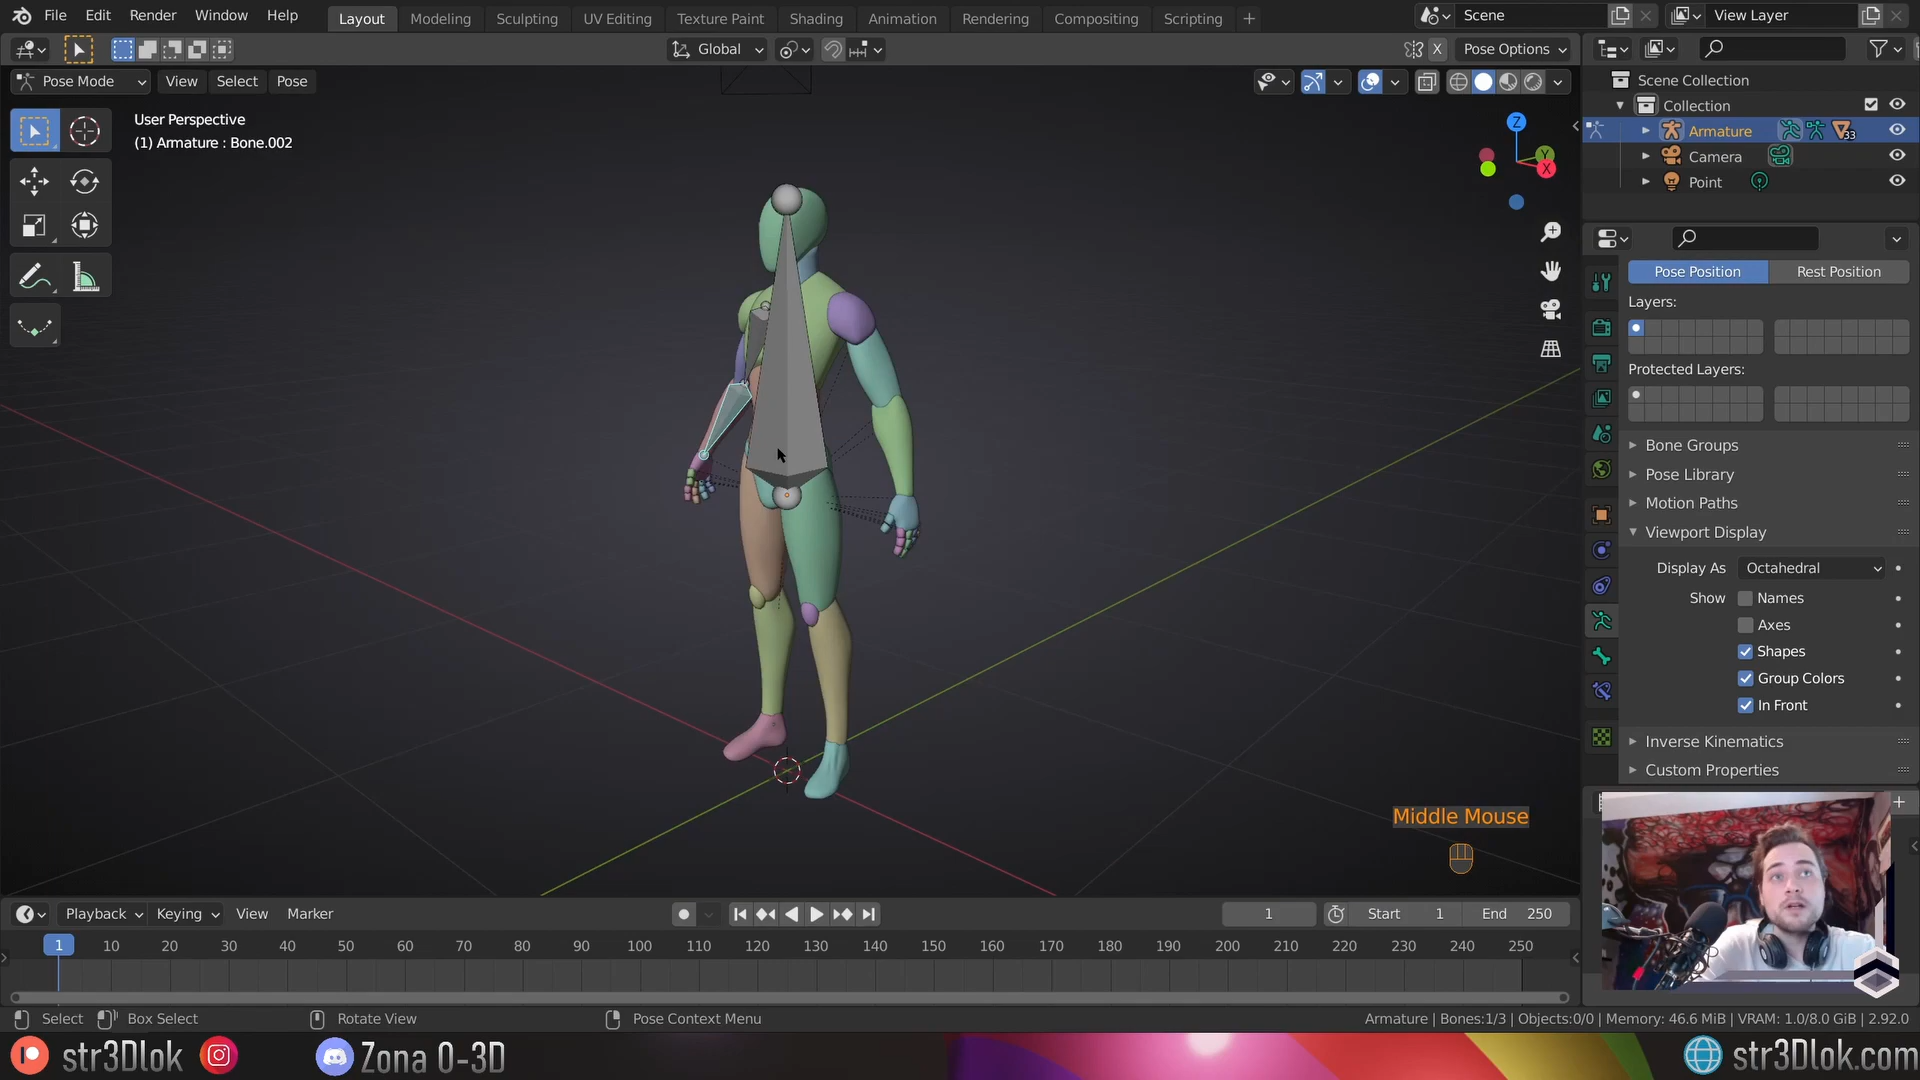 File Edit Render Window Help Layout Modeling Sculpting UV Editing Texture Paint Shading Animation Rendering Compositing Scripting + Scene View Layer
Global X Pose Options
Pose Mode View Select Pose
User Perspective
(1) Armature : Bone.002
Z Y X
Scene Collection
Collection
Armature 33
Camera
Point
Pose Position Rest Position
Layers:
Protected Layers:
Bone Groups
Pose Library
Motion Paths
Viewport Display
Display As Octahedral
Show Names
Axes
Shapes
Group Colors
In Front
Inverse Kinematics
Custom Properties
Middle Mouse
Playback Keying View Marker 1 Start 1 End 250
1 10 20 30 40 50 60 70 80 90 100 110 120 130 140 150 160 170 180 190 200 210 220 230 240 250
Select Box Select Rotate View Pose Context Menu Armature | Bones:1/3 | Objects:0/0 | Memory: 46.6 MiB | VRAM: 1.0/8.0 GiB | 2.92.0
str3Dlok Zona 0-3D str3Dlok.com